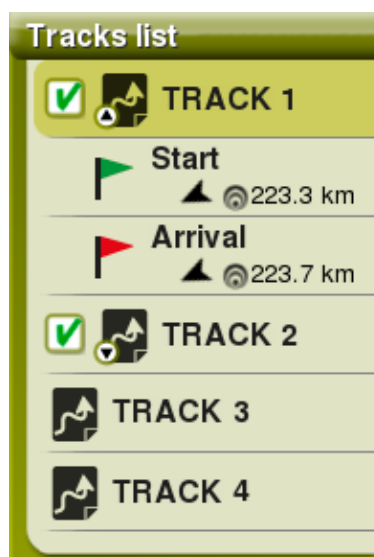 Tracks list
TRACK 1
Start
223.3 km
Arrival
223.7 km
TRACK 2
TRACK 3
TRACK 4